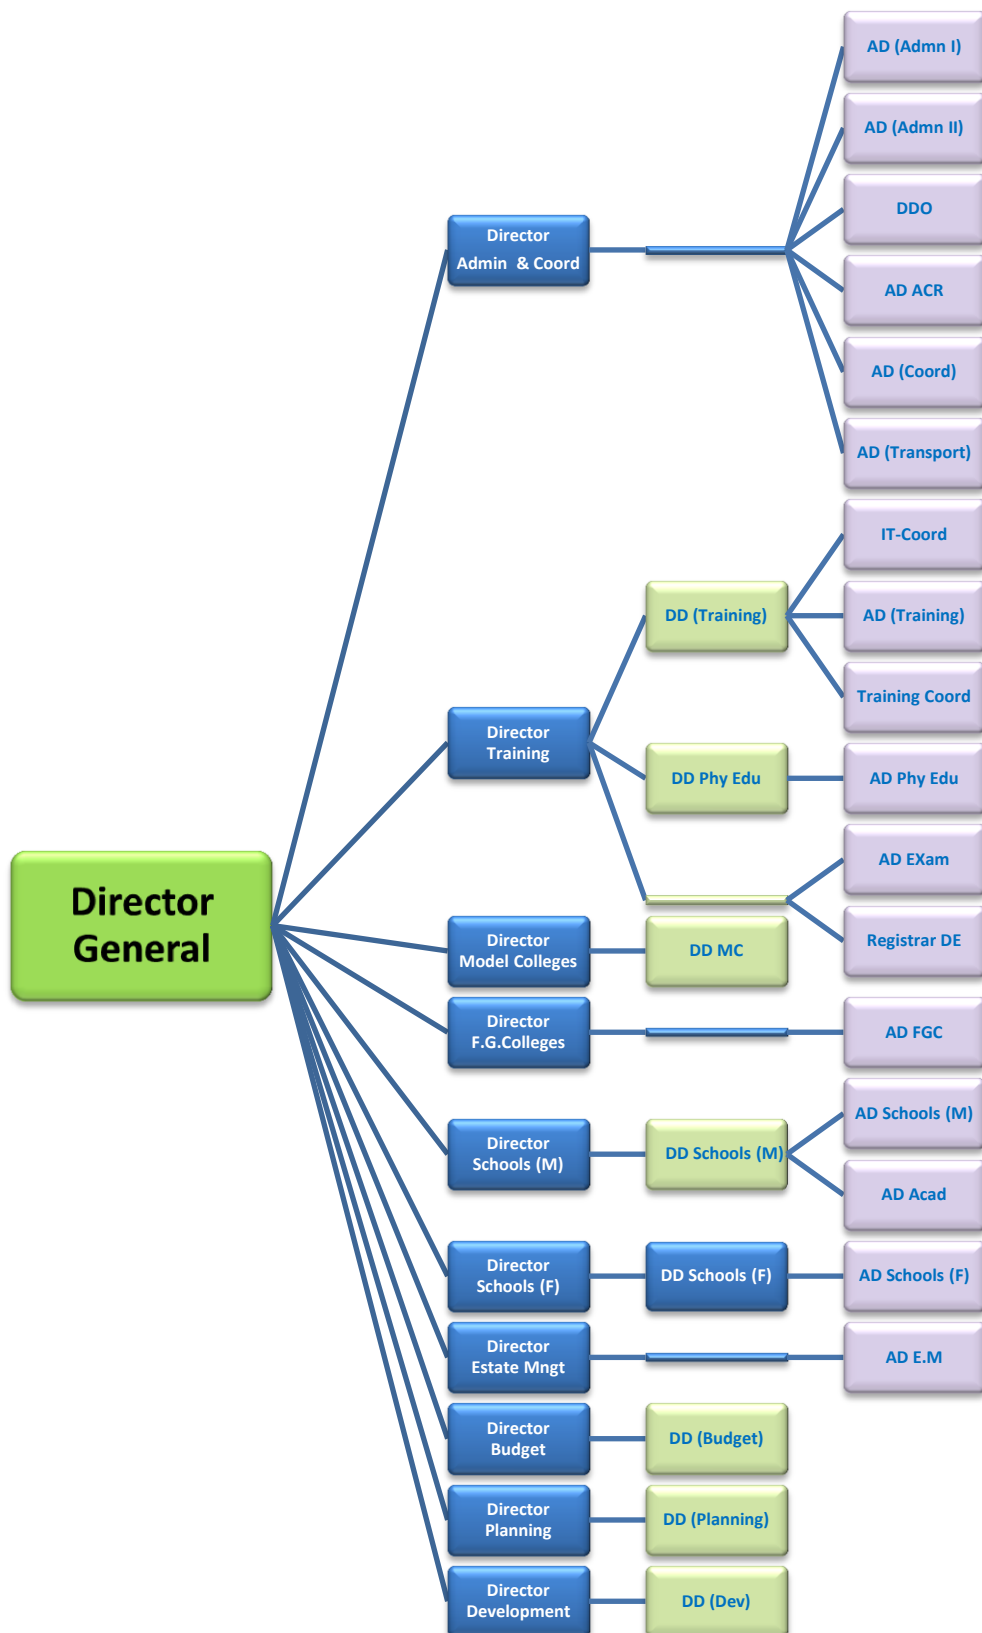 Director
General
Director
Admin & Coord
AD (Admn I)
AD (Admn II)
DDO
AD ACR
AD (Coord)
AD (Transport)
Director
Training
DD (Training)
IT-Coord
AD (Training)
Training Coord
DD Phy Edu
AD Phy Edu
AD EXam
Registrar DE
Director
Model Colleges
DD MC
Director
F.G.Colleges
AD FGC
Director
Schools (M)
DD Schools (M)
AD Schools (M)
AD Acad
Director
Schools (F)
DD Schools (F)
AD Schools (F)
Director
Estate Mngt
AD E.M
Director
Budget
DD (Budget)
Director
Planning
DD (Planning)
Director
Development
DD (Dev)